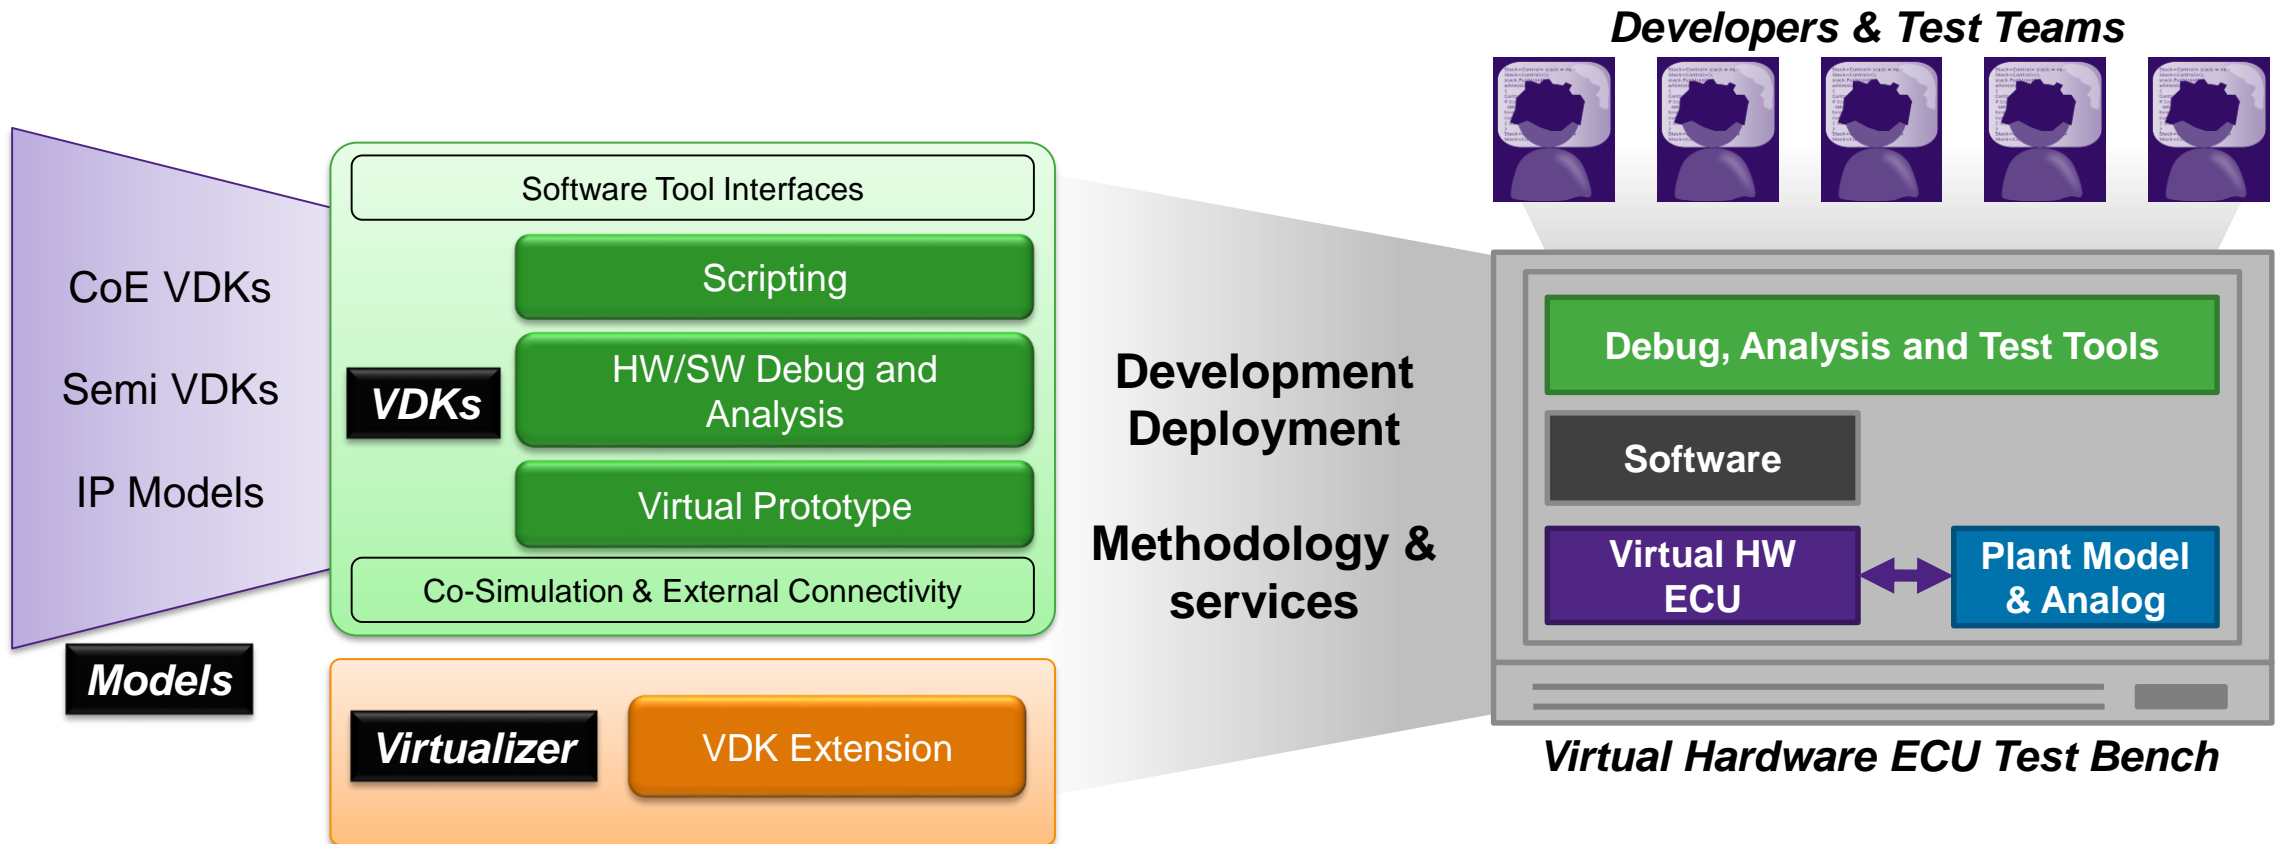 Developers & Test Teams
CoE VDKs
Semi VDKs
IP Models
Models
Software Tool Interfaces
Scripting
VDKs
HW/SW Debug and
Analysis
Virtual Prototype
Co-Simulation & External Connectivity
Virtualizer
VDK Extension
Development
Deployment
Methodology &
services
Debug, Analysis and Test Tools
Software
Virtual HW
ECU
Plant Model
& Analog
Virtual Hardware ECU Test Bench